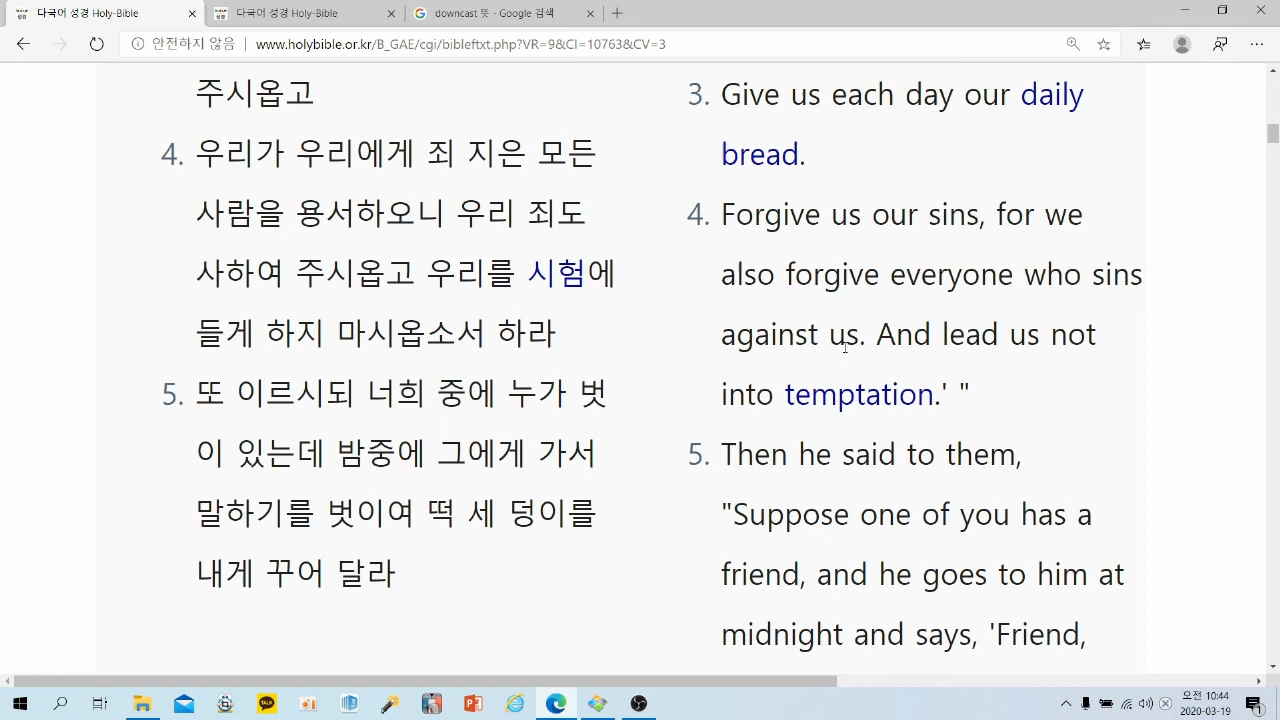 다국어 성경 Holy-Bible
다국어 성경 Holy-Bible
downcast 뜻 - Google 검색
안전하지 않음
www.holybible.or.kr/B_GAE/cgi/bibleftxt.php?VR=9&CI=10763&CV=3
주시옵고
4. 우리가 우리에게 죄 지은 모든
사람을 용서하오니 우리 죄도
사하여 주시옵고 우리를 시험에
들게 하지 마시옵소서 하라
5. 또 이르시되 너희 중에 누가 벗
이 있는데 밤중에 그에게 가서
말하기를 벗이여 떡 세 덩이를
내게 꾸어 달라
3. Give us each day our daily
bread.
4. Forgive us our sins, for we
also forgive everyone who sins
against us. And lead us not
into temptation.' "
5. Then he said to them,
"Suppose one of you has a
friend, and he goes to him at
midnight and says, 'Friend,
오전 10:44
2020-03-19